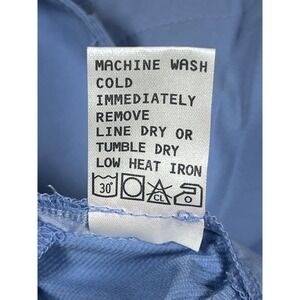 MACHINE WASH
COLD
IMMEDIATELY
REMOVE
LINE DRY OR
TUMBLE DRY
LOW HEAT IRON
30° CL